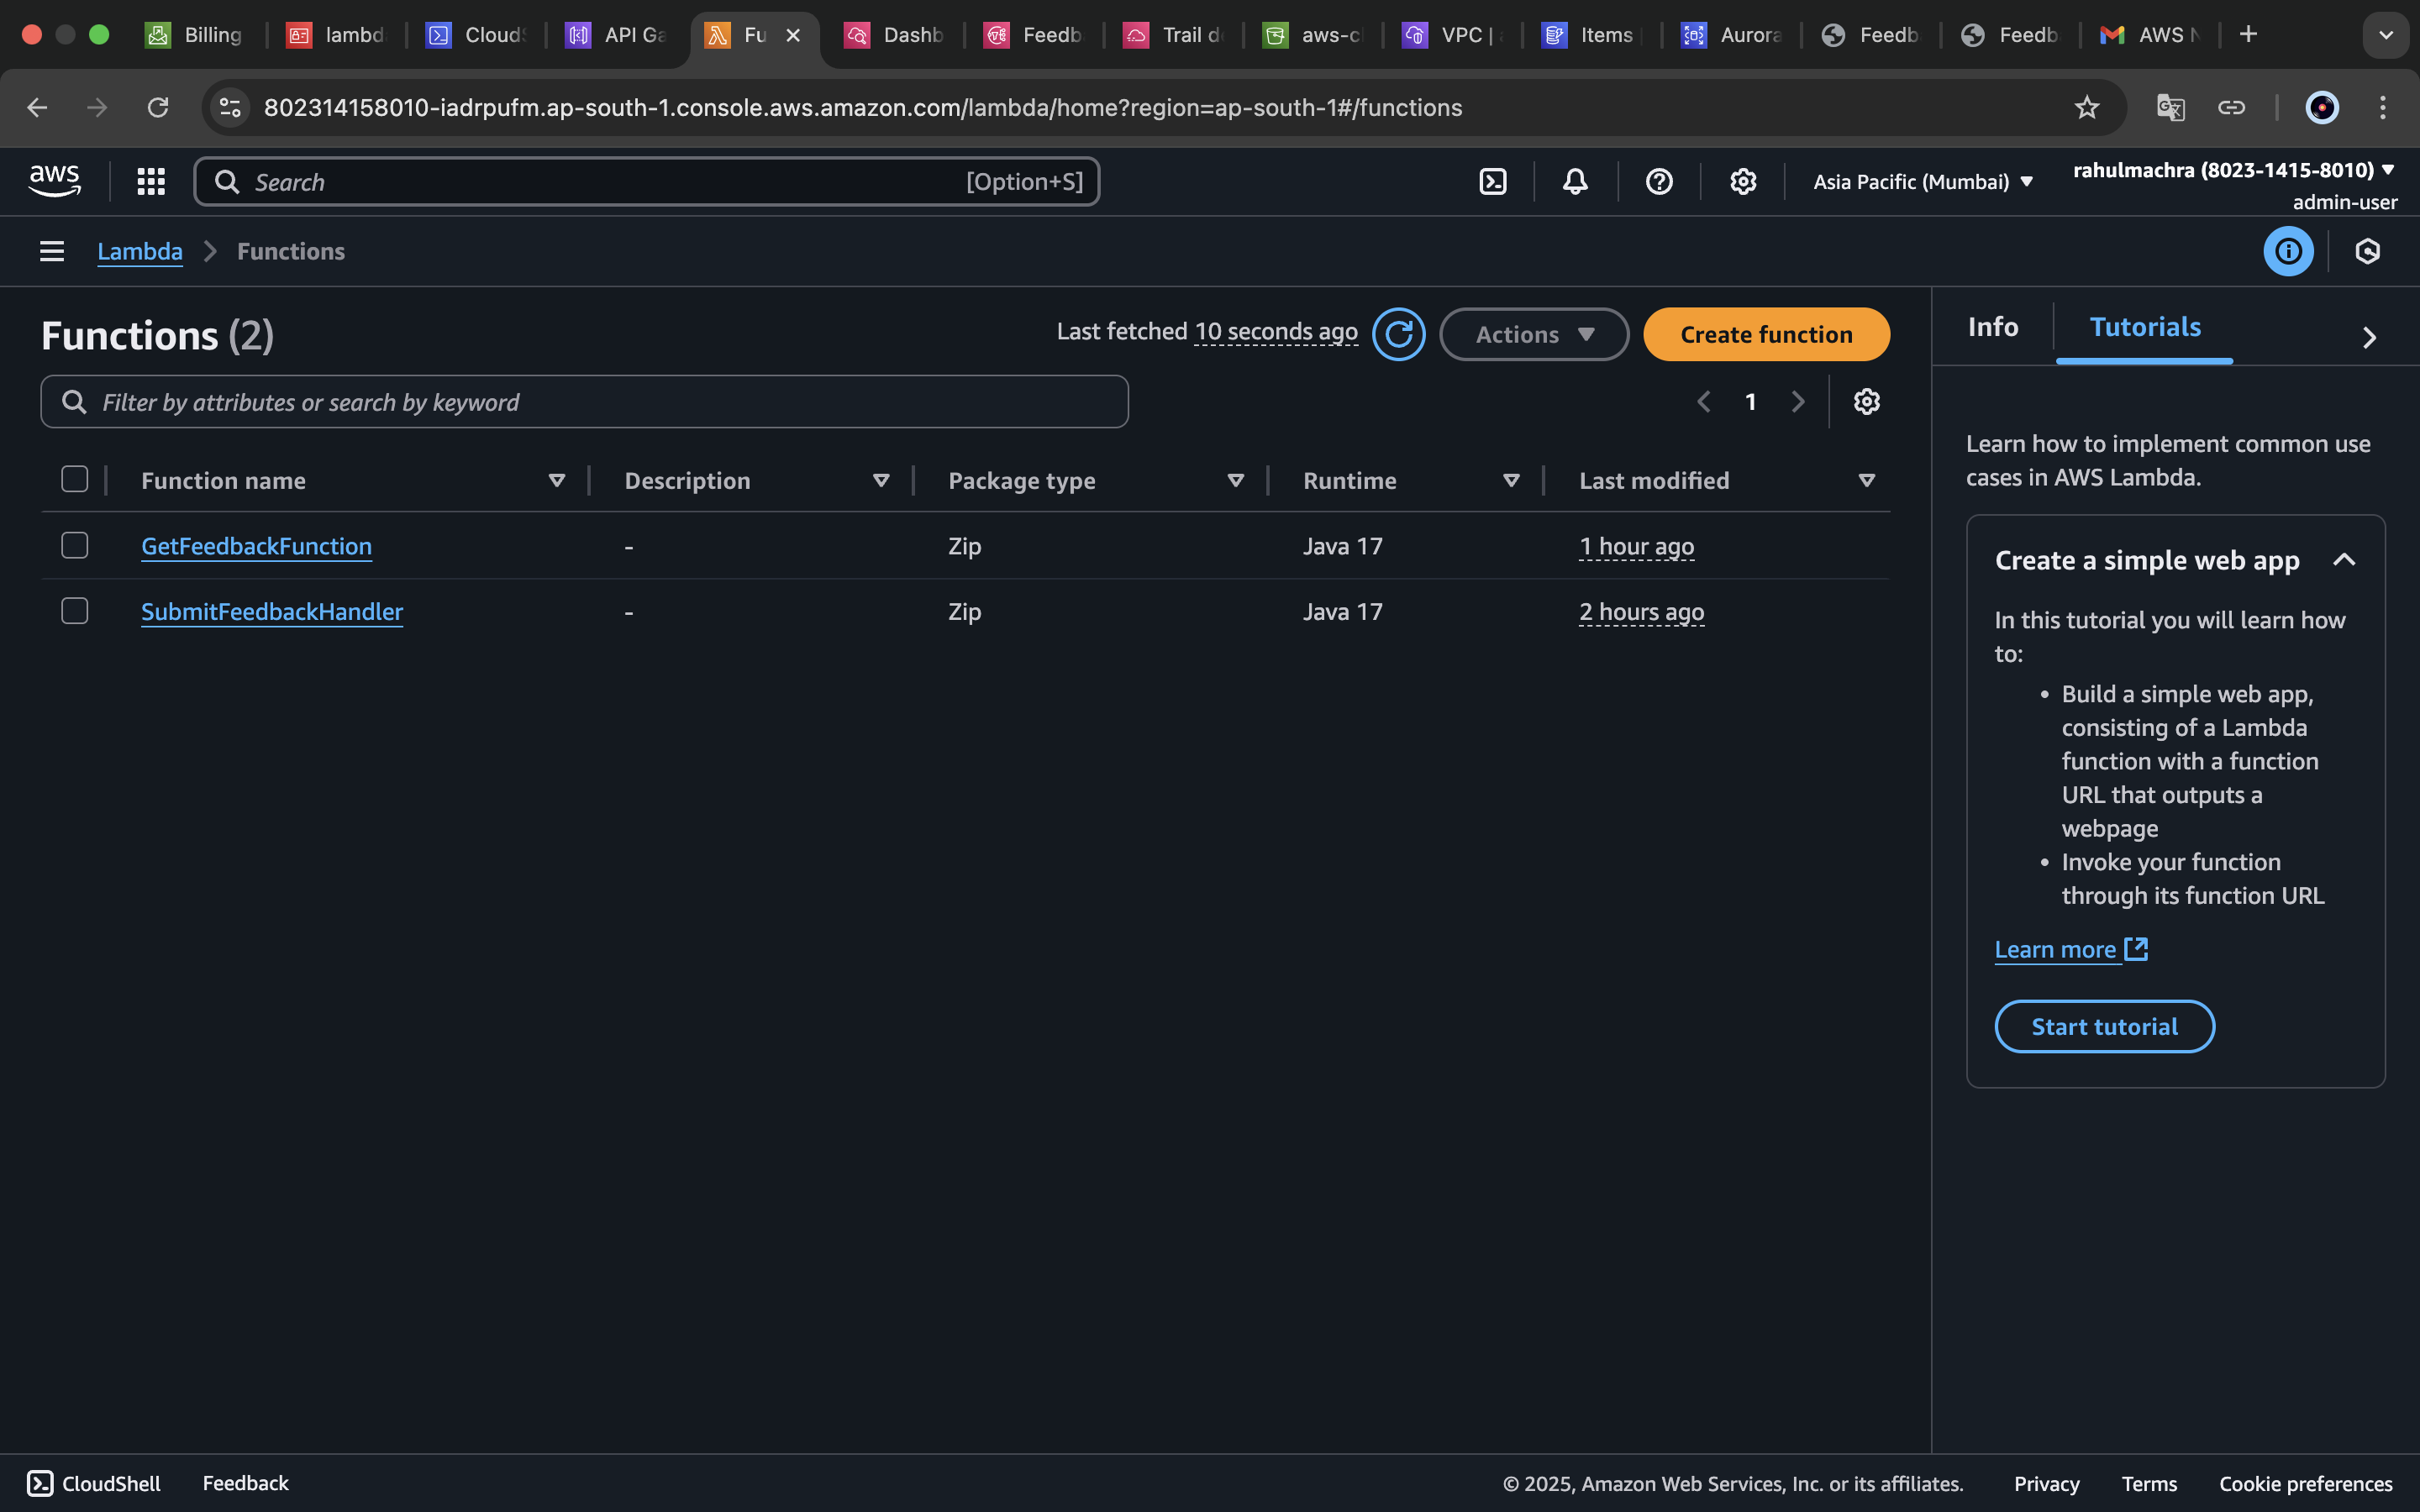 Billing
lambd
CloudS
API Ga
Fu
Dashb
Feedb
Trail d
aws-cl
VPC |
Items
Aurora
Feedb
Feedb
AWS N
802314158010-iadrpufm.ap-south-1.console.aws.amazon.com/lambda/home?region=ap-south-1#/functions
aws
Search
[Option+S]
Asia Pacific (Mumbai)
rahulmachra (8023-1415-8010)
admin-user
Lambda
Functions
Functions (2)
Last fetched 10 seconds ago
Actions
Create function
Filter by attributes or search by keyword
1
Function name
Description
Package type
Runtime
Last modified
GetFeedbackFunction
-
Zip
Java 17
1 hour ago
SubmitFeedbackHandler
-
Zip
Java 17
2 hours ago
Info
Tutorials
Learn how to implement common use
cases in AWS Lambda.
Create a simple web app
In this tutorial you will learn how
to:
• Build a simple web app,
consisting of a Lambda
function with a function
URL that outputs a
webpage
• Invoke your function
through its function URL
Learn more
Start tutorial
CloudShell
Feedback
© 2025, Amazon Web Services, Inc. or its affiliates.
Privacy
Terms
Cookie preferences